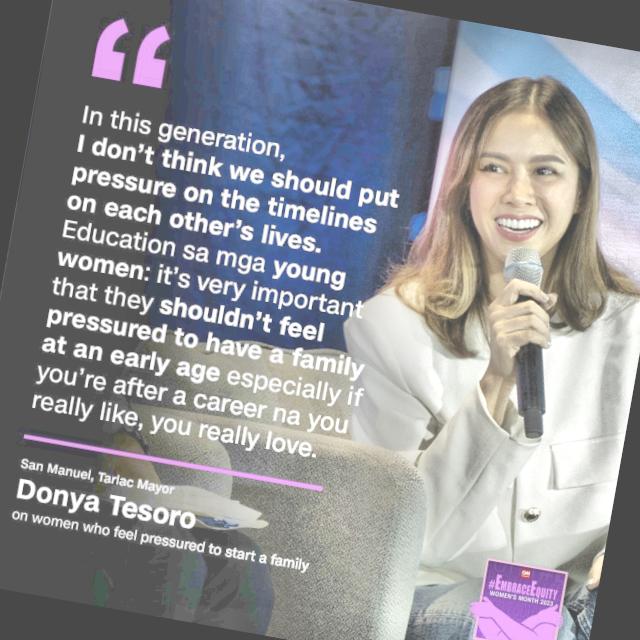 “
In this generation,
I don't think we should put
pressure on the timelines
on each other's lives.
Education sa mga young
women: it's very important
that they shouldn't feel
pressured to have a family
at an early age especially if
you're after a career na you
really like, you really love.
San Manuel, Tarlac Mayor
Donya Tesoro
on women who feel pressured to start a family
CNN
#EMBRACEEQUITY
WOMEN'S MONTH 2023